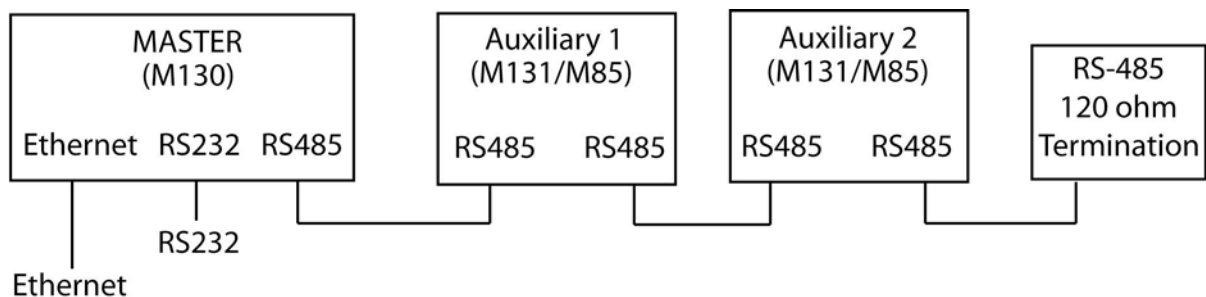 MASTER
(M130)
Ethernet RS232 RS485
Auxiliary 1
(M131/M85)
RS485 RS485
Auxiliary 2
(M131/M85)
RS485 RS485
RS-485
120 ohm
Termination
RS232
Ethernet